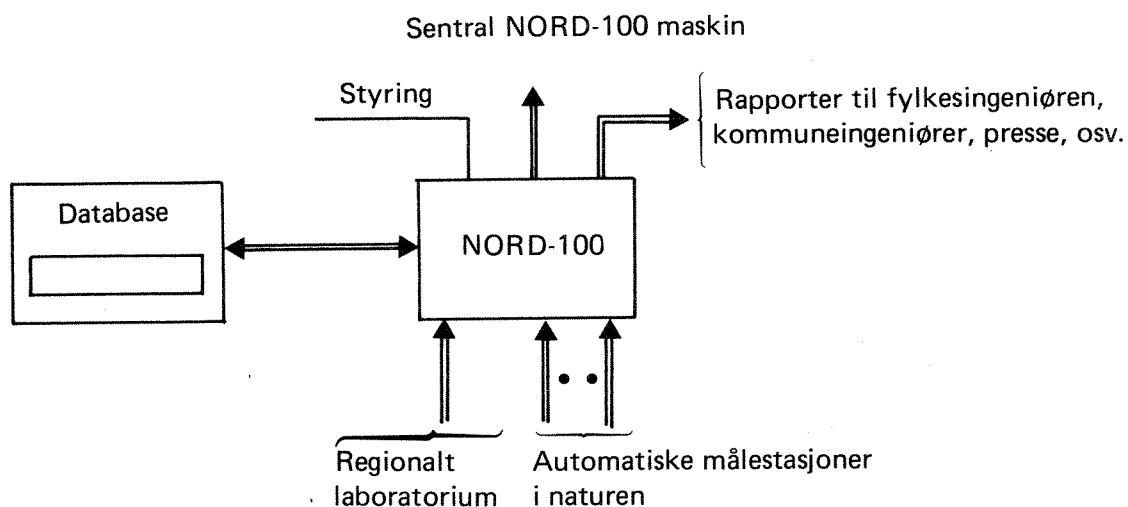 Sentral NORD-100 maskin
Styring
Rapporter til fylkesingeniøren,
kommuneingeniører, presse, osv.
Database
NORD-100
Regionalt
laboratorium
Automatiske målestasjoner
i naturen